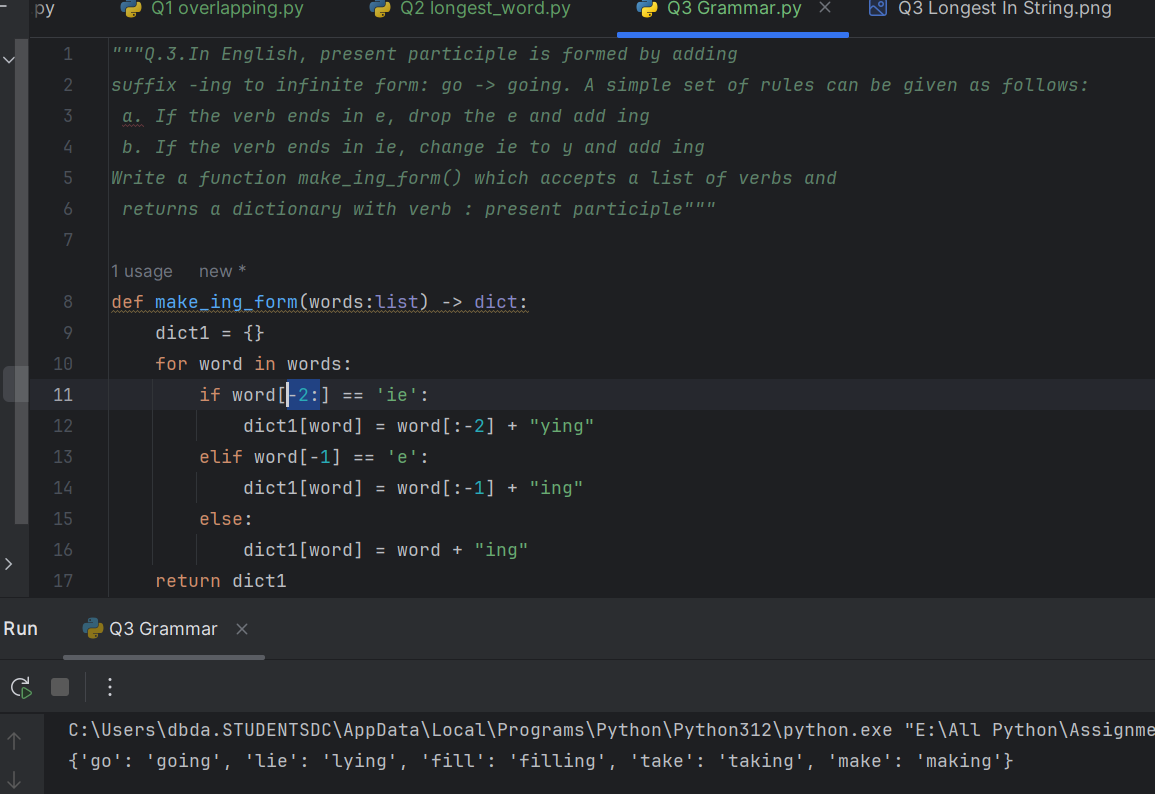 py Q1 overlapping.py Q2 longest_word.py Q3 Grammar.py Q3 Longest In String.png
1 """Q.3.In English, present participle is formed by adding
2 suffix -ing to infinite form: go -> going. A simple set of rules can be given as follows:
3 a. If the verb ends in e, drop the e and add ing
4 b. If the verb ends in ie, change ie to y and add ing
5 Write a function make_ing_form() which accepts a list of verbs and
6 returns a dictionary with verb : present participle"""
7
1 usage new *
8 def make_ing_form(words:list) -> dict:
9 dict1 = {}
10 for word in words:
11 if word[-2:] == 'ie':
12 dict1[word] = word[:-2] + "ying"
13 elif word[-1] == 'e':
14 dict1[word] = word[:-1] + "ing"
15 else:
16 dict1[word] = word + "ing"
17 return dict1
Run Q3 Grammar
C:\Users\dbda.STUDENTSDC\AppData\Local\Programs\Python\Python312\python.exe "E:\All Python\Assignme
{'go': 'going', 'lie': 'lying', 'fill': 'filling', 'take': 'taking', 'make': 'making'}